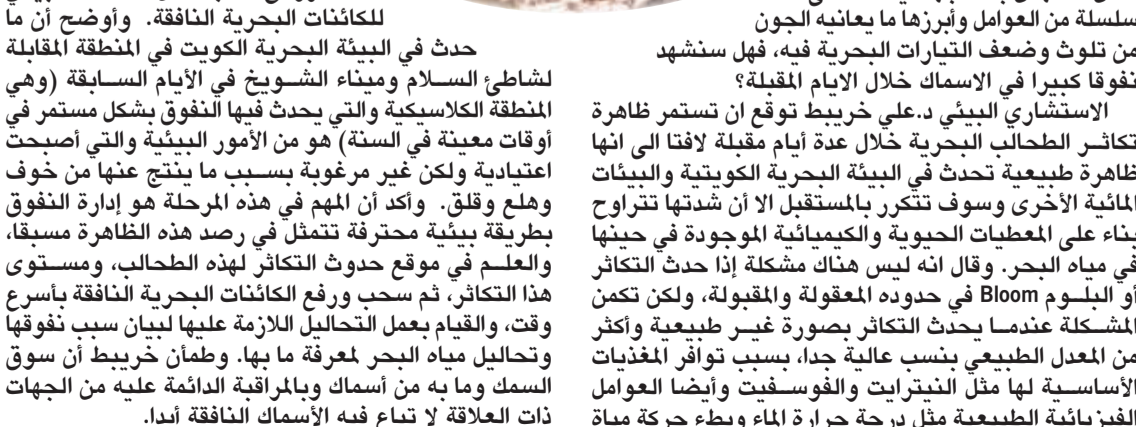 سلسلة من العوامل وأبرزها ما يعانيه الجون
من تلوث وضعف التيارات البحرية فيه، فهل سنشهد
نفوقا كبيرا في الاسماك خلال الايام المقبلة؟
الاستشاري البيئي د.علي خريبط توقع ان تستمر ظاهرة
تكاثر الطحالب البحرية خلال عدة أيام مقبلة لافتا الى انها
ظاهرة طبيعية تحدث في البيئة البحرية الكويتية والبيئات
المائية الأخرى وسوف تتكرر بالمستقبل الا أن شدتها تتراوح
بناء على المعطيات الحيوية والكيميائية الموجودة في حينها
في مياه البحر. وقال انه ليس هناك مشكلة إذا حدث التكاثر
أو البلوم Bloom في حدوده المعقولة والمقبولة، ولكن تكمن
المشكلة عندما يحدث التكاثر بصورة غير طبيعية وأكثر
من المعدل الطبيعي بنسب عالية جدا، بسبب توافر المغذيات
الأساسية لها مثل النيترايت والفوسفيت وأيضا العوامل
الفيزيائية الطبيعية مثل درجة حرارة الماء وبطء حركة مياة
للكائنات البحرية النافقة. وأوضح أن ما
حدث في البيئة البحرية الكويت في المنطقة المقابلة
لشاطئ السلام وميناء الشويخ في الأيام السابقة (وهي
المنطقة الكلاسيكية والتي يحدث فيها النفوق بشكل مستمر في
أوقات معينة في السنة) هو من الأمور البيئية والتي أصبحت
اعتيادية ولكن غير مرغوبة بسبب ما ينتج عنها من خوف
وهلع وقلق. وأكد أن المهم في هذه المرحلة هو إدارة النفوق
بطريقة بيئية محترفة تتمثل في رصد هذه الظاهرة مسبقا،
والعلم في موقع حدوث التكاثر لهذه الطحالب، ومستوى
هذا التكاثر، ثم سحب ورفع الكائنات البحرية النافقة بأسرع
وقت، والقيام بعمل التحاليل اللازمة عليها لبيان سبب نفوقها
وتحاليل مياه البحر لمعرفة ما بها. وطمأن خريبط أن سوق
السمك وما به من أسماك وبالمراقبة الدائمة عليه من الجهات
ذات العلاقة لا تباع فيه الأسماك النافقة أبدا.